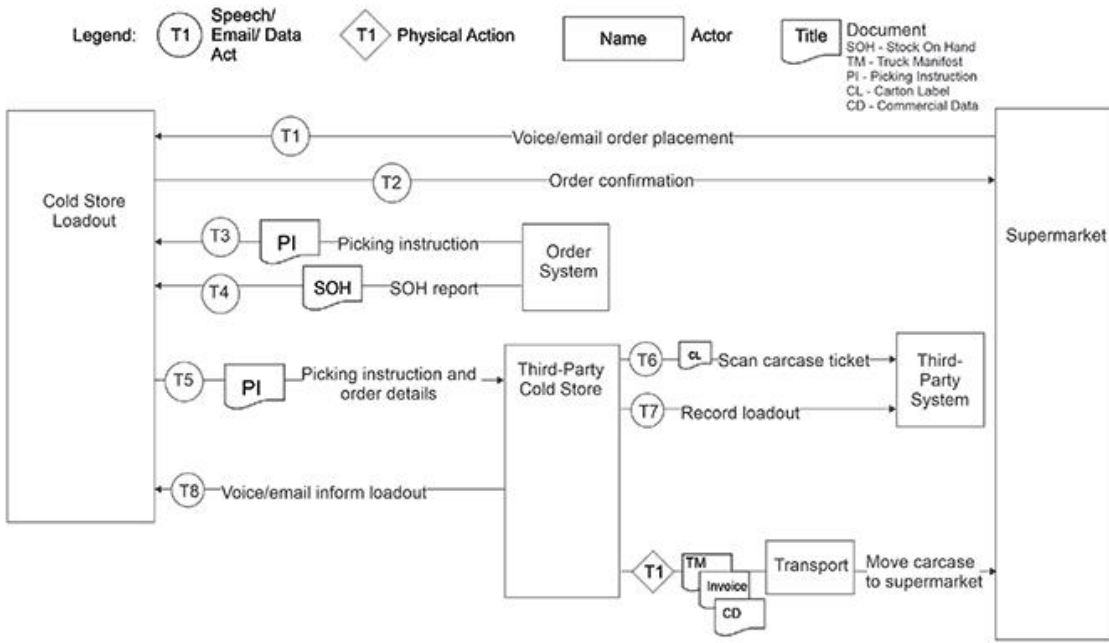 Legend:
T1
Speech/
Email/ Data
Act
T1
Physical Action
Name
Actor
Title
Document
SOH - Stock On Hand
TM - Truck Manifest
PI - Picking Instruction
CL - Carton Label
CD - Commercial Data
Cold Store
Loadout
Supermarket
T1
Voice/email order placement
T2
Order confirmation
T3
PI
Picking instruction
Order
System
T4
SOH
SOH report
T5
PI
Picking instruction and
order details
Third-Party
Cold Store
T6
CL
Scan carcase ticket
Third-
Party
System
T7
Record loadout
T8
Voice/email inform loadout
T1
TM
Invoice
CD
Transport
Move carcase
to supermarket